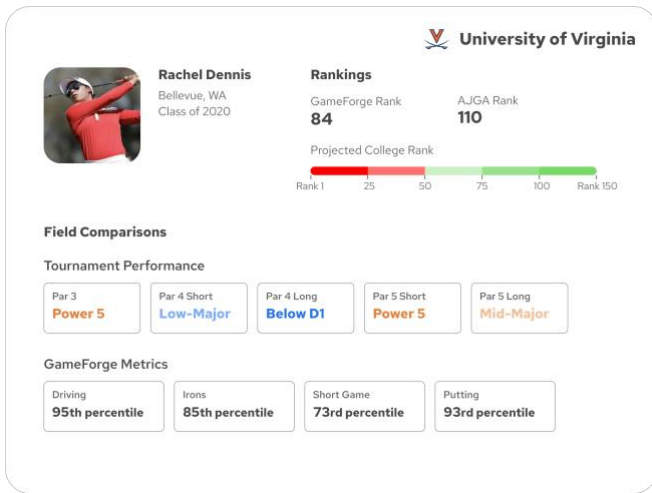 University of Virginia
Rachel Dennis
Bellevue, WA
Class of 2020
Rankings
GameForge Rank
84
AJGA Rank
110
Projected College Rank
Rank 1 25 50 75 100 Rank 150
Field Comparisons
Tournament Performance
Par 3
Power 5
Par 4 Short
Low-Major
Par 4 Long
Below D1
Par 5 Short
Power 5
Par 5 Long
Mid-Major
GameForge Metrics
Driving
95th percentile
Irons
85th percentile
Short Game
73rd percentile
Putting
93rd percentile